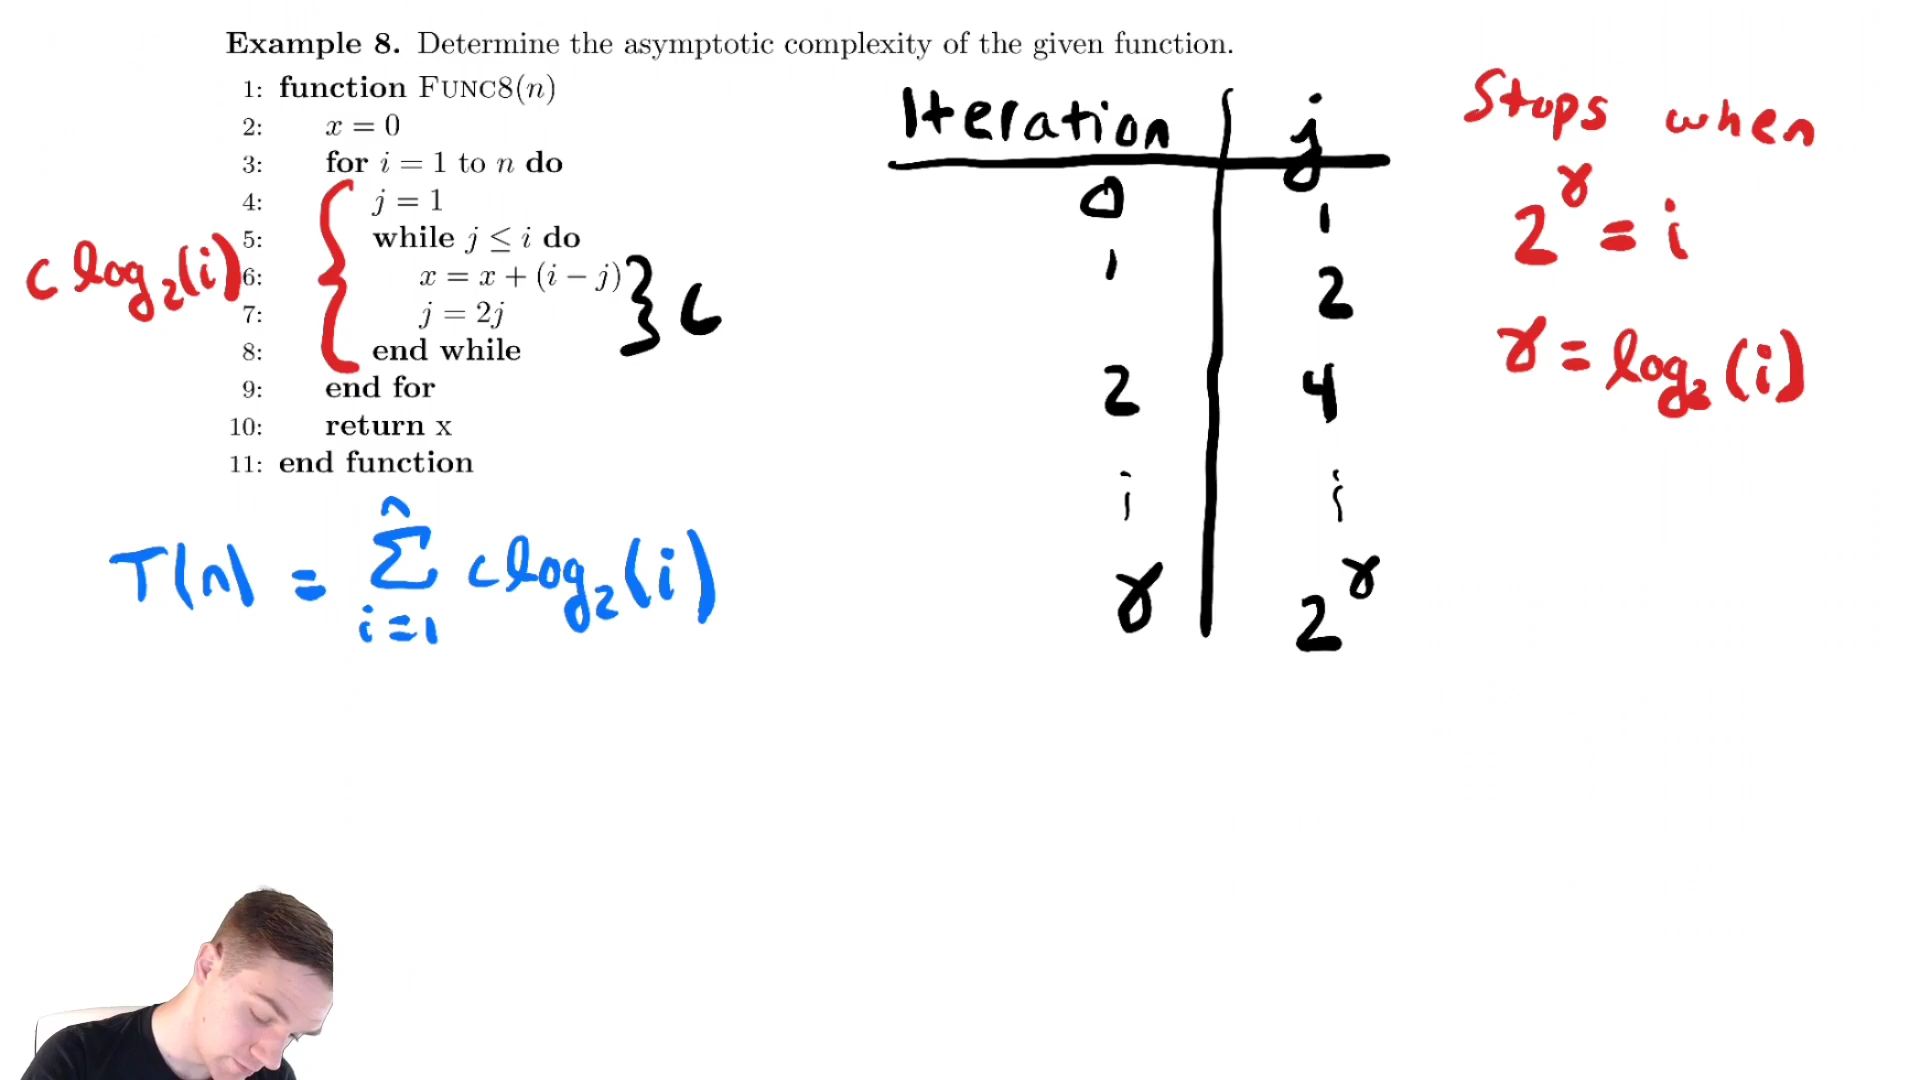 Example 8. Determine the asymptotic complexity of the given function.
1: function FUNC8(n)
2: x = 0
3: for i = 1 to n do
4: j = 1
5: while j ≤ i do
6: x = x + (i − j)
7: j = 2j
8: end while
9: end for
10: return x
11: end function
c log₂(i)
} c
T(n) = Σ c log₂(i)
n
i=1
Iteration | j
0 | 1
1 | 2
2 | 4
⋮ | ⋮
γ | 2^γ
Stops when
2^γ = i
γ = log₂(i)